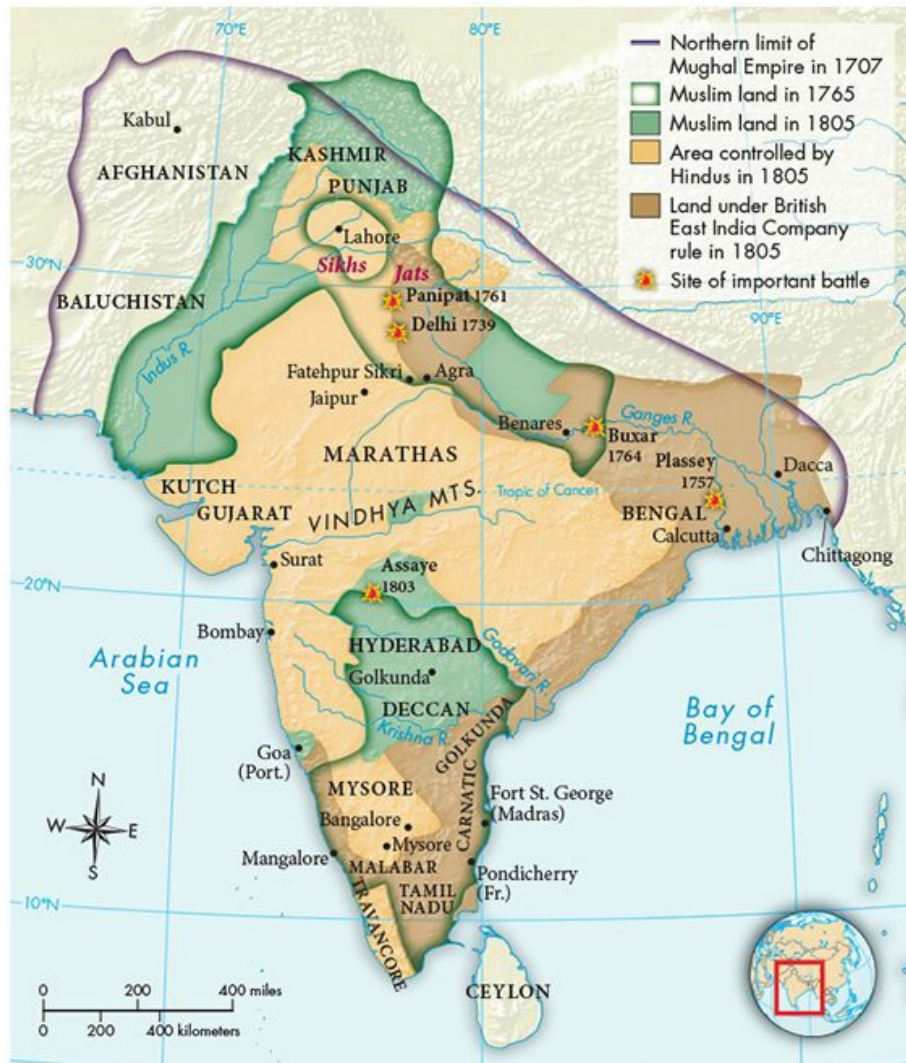 70°E
80°E
Northern limit of
Mughal Empire in 1707
Muslim land in 1765
Muslim land in 1805
Area controlled by
Hindus in 1805
Land under British
East India Company
rule in 1805
Site of important battle
Kabul
AFGHANISTAN
KASHMIR
PUNJAB
Lahore
Sikhs
Jats
30°N
BALUCHISTAN
Panipat 1761
Delhi 1739
90°E
Indus R.
Fatehpur Sikri
Agra
Jaipur
Benares
Ganges R.
Buxar
1764
MARATHAS
Plassey
1757
Dacca
KUTCH
VINDHYA MTS.
Tropic of Cancer
GUJARAT
BENGAL
Calcutta
Chittagong
Surat
Assaye
1803
20°N
Bombay
HYDERABAD
Godavari R.
Arabian
Sea
Golkunda
DECCAN
Krishna R.
GOLKUNDA
Bay of
Bengal
Goa
(Port.)
MYSORE
CARNATIC
Fort St. George
(Madras)
Bangalore
Mysore
Mangalore
MALABAR
Pondicherry
(Fr.)
TAMIL
NADU
TRAVANCORE
10°N
N
W
E
S
CEYLON
0 200 400 miles
0 200 400 kilometers